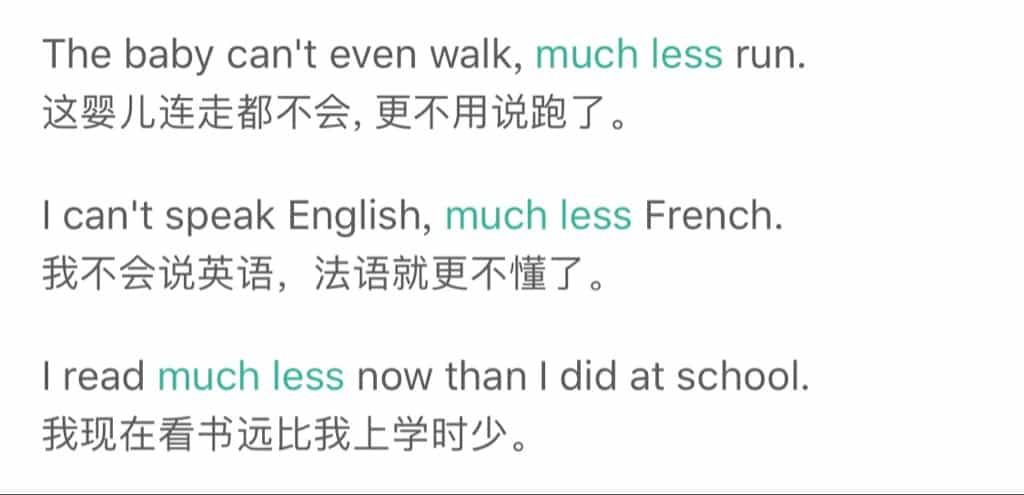 The baby can't even walk, much less run.
这婴儿连走都不会, 更不用说跑了。
I can't speak English, much less French.
我不会说英语，法语就更不懂了。
I read much less now than I did at school.
我现在看书远比我上学时少。